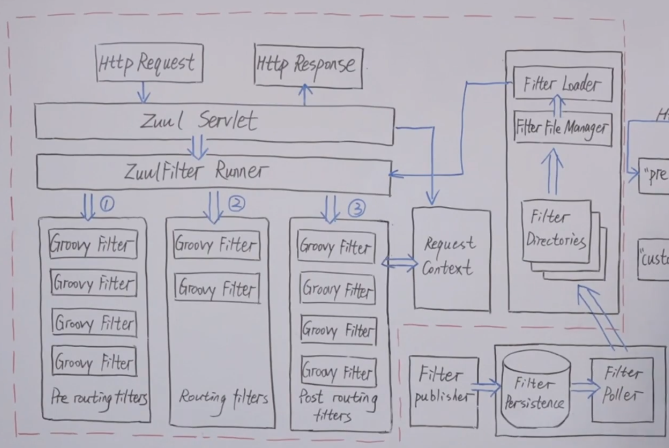 Http Request
Http Response
Zuul Servlet
ZuulFilter Runner
①
②
③
Groovy Filter
Groovy Filter
Groovy Filter
Groovy Filter
Pre routing filters
Groovy Filter
Groovy Filter
Routing filters
Groovy Filter
Groovy Filter
Groovy Filter
Groovy Filter
Post routing
filters
Request
Context
Filter Loader
Filter File Manager
Filter
Directories
Filter
publisher
Filter
Persistence
Filter
Poller
"pre
"custo